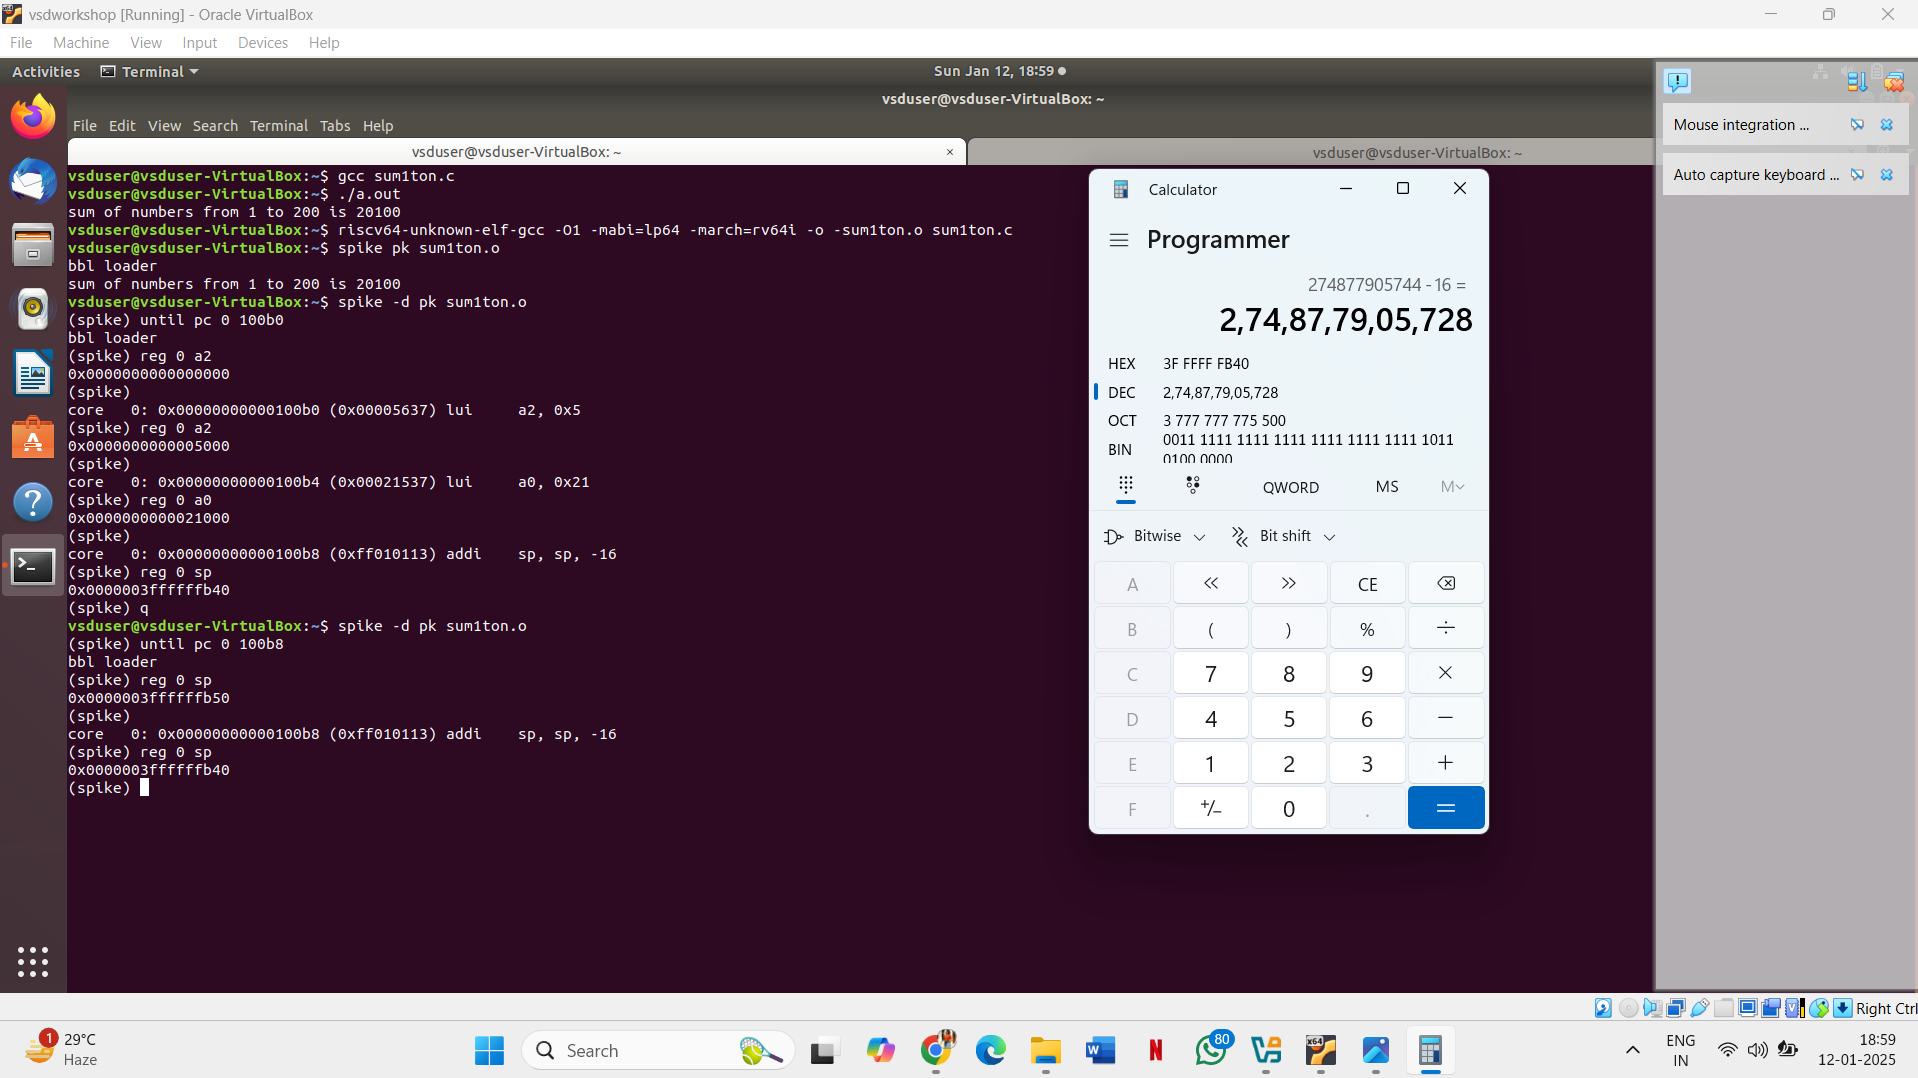 vsdworkshop [Running] - Oracle VirtualBox
File Machine View Input Devices Help
Activities Terminal Sun Jan 12, 18:59
vsduser@vsduser-VirtualBox: ~
File Edit View Search Terminal Tabs Help
vsduser@vsduser-VirtualBox: ~ ×
vsduser@vsduser-VirtualBox: ~
vsduser@vsduser-VirtualBox:~$ gcc sum1ton.c
vsduser@vsduser-VirtualBox:~$ ./a.out
sum of numbers from 1 to 200 is 20100
vsduser@vsduser-VirtualBox:~$ riscv64-unknown-elf-gcc -O1 -mabi=lp64 -march=rv64i -o -sum1ton.o sum1ton.c
vsduser@vsduser-VirtualBox:~$ spike pk sum1ton.o
bbl loader
sum of numbers from 1 to 200 is 20100
vsduser@vsduser-VirtualBox:~$ spike -d pk sum1ton.o
(spike) until pc 0 100b0
bbl loader
(spike) reg 0 a2
0x0000000000000000
(spike)
core   0: 0x00000000000100b0 (0x00005637) lui     a2, 0x5
(spike) reg 0 a2
0x0000000000005000
(spike)
core   0: 0x00000000000100b4 (0x00021537) lui     a0, 0x21
(spike) reg 0 a0
0x0000000000021000
(spike)
core   0: 0x00000000000100b8 (0xff010113) addi    sp, sp, -16
(spike) reg 0 sp
0x0000003ffffffb40
(spike) q
vsduser@vsduser-VirtualBox:~$ spike -d pk sum1ton.o
(spike) until pc 0 100b8
bbl loader
(spike) reg 0 sp
0x0000003ffffffb50
(spike)
core   0: 0x00000000000100b8 (0xff010113) addi    sp, sp, -16
(spike) reg 0 sp
0x0000003ffffffb40
(spike)
Calculator
Programmer
274877905744 - 16 =
2,74,87,79,05,728
HEX 3F FFFF FB40
DEC 2,74,87,79,05,728
OCT 3 777 777 775 500
BIN 0011 1111 1111 1111 1111 1111 1111 1011
0100 0000
QWORD MS M
Bitwise Bit shift
A << >> CE
B ( ) % ÷
C 7 8 9 ×
D 4 5 6 −
E 1 2 3 +
F +/− 0 . =
Mouse integration ...
Auto capture keyboard ...
Right Ctrl
1 29°C
Haze
Search
x64
80
ENG
IN
18:59
12-01-2025